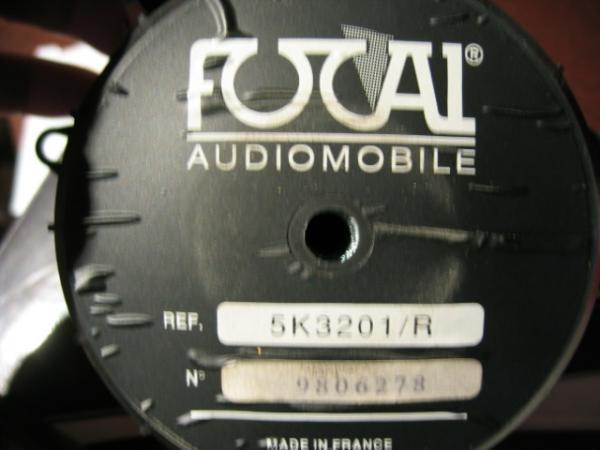 FOCAL®
AUDIOMOBILE
REF. 5K3201/R
N° 9806278
MADE IN FRANCE